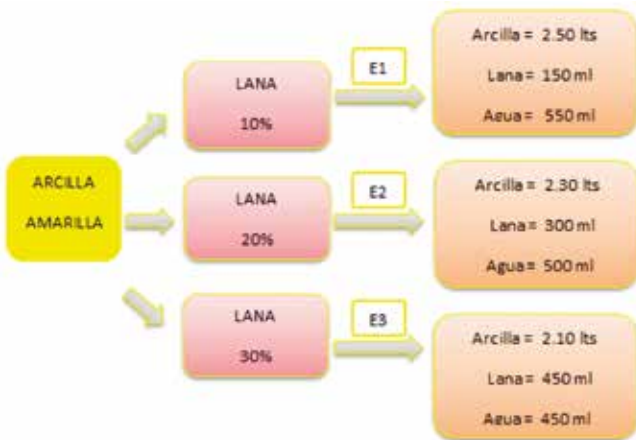 ARCILLA
AMARILLA
LANA
10%
E1
Arcilla = 2.50 lts
Lana = 150 ml
Agua = 550 ml
LANA
20%
E2
Arcilla = 2.30 lts
Lana = 300 ml
Agua = 500 ml
LANA
30%
E3
Arcilla = 2.10 lts
Lana = 450 ml
Agua = 450 ml